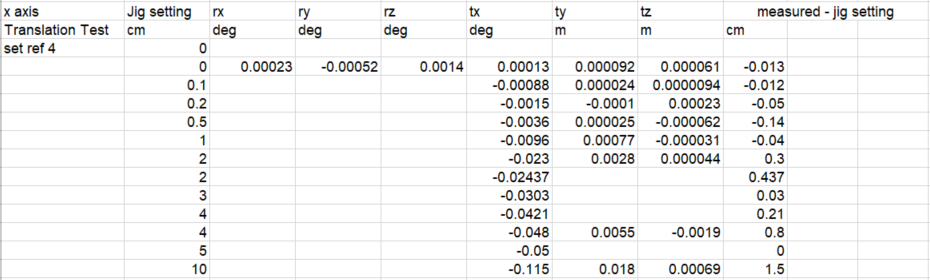 x axis Jig setting rx ry rz tx ty tz measured - jig setting
Translation Test cm deg deg deg deg m m cm
set ref 4 0
0 0.00023 -0.00052 0.0014 0.00013 0.000092 0.000061 -0.013
0.1 -0.00088 0.000024 0.0000094 -0.012
0.2 -0.0015 -0.0001 0.00023 -0.05
0.5 -0.0036 0.000025 -0.000062 -0.14
1 -0.0096 0.00077 -0.000031 -0.04
2 -0.023 0.0028 0.000044 0.3
2 -0.02437 0.437
3 -0.0303 0.03
4 -0.0421 0.21
4 -0.048 0.0055 -0.0019 0.8
5 -0.05 0
10 -0.115 0.018 0.00069 1.5